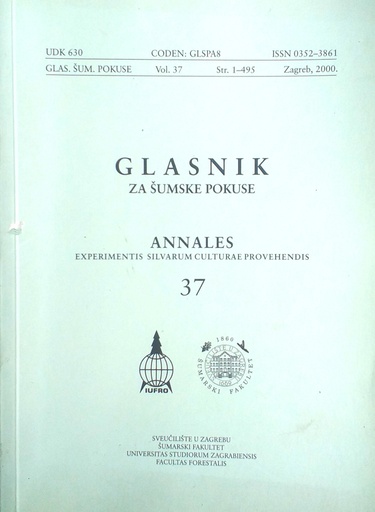 UDK 630 CODEN: GLSPA8 ISSN 0352–3861
GLAS. ŠUM. POKUSE Vol. 37 Str. 1–495 Zagreb, 2000.
GLASNIK
ZA ŠUMSKE POKUSE
ANNALES
EXPERIMENTIS SILVARUM CULTURAE PROVEHENDIS
37
IUFRO
1860
ŠUMARSKI FAKULTET
SVEUČILIŠTE U ZAGREBU
ŠUMARSKI FAKULTET
UNIVERSITAS STUDIORUM ZAGRABIENSIS
FACULTAS FORESTALIS